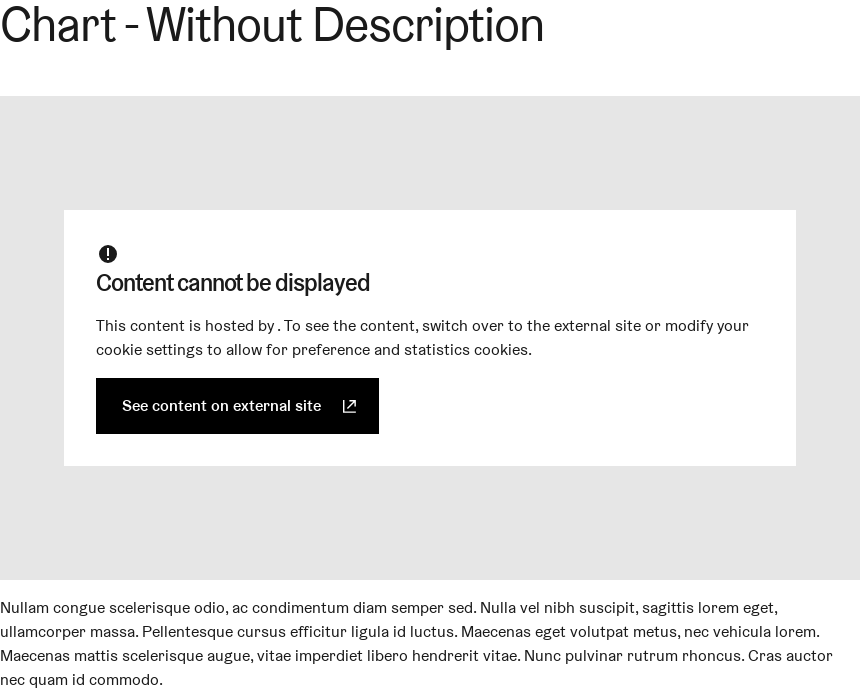 Chart - Without Description
Content cannot be displayed
This content is hosted by . To see the content, switch over to the external site or modify your
cookie settings to allow for preference and statistics cookies.
See content on external site
Nullam congue scelerisque odio, ac condimentum diam semper sed. Nulla vel nibh suscipit, sagittis lorem eget,
ullamcorper massa. Pellentesque cursus efficitur ligula id luctus. Maecenas eget volutpat metus, nec vehicula lorem.
Maecenas mattis scelerisque augue, vitae imperdiet libero hendrerit vitae. Nunc pulvinar rutrum rhoncus. Cras auctor
nec quam id commodo.